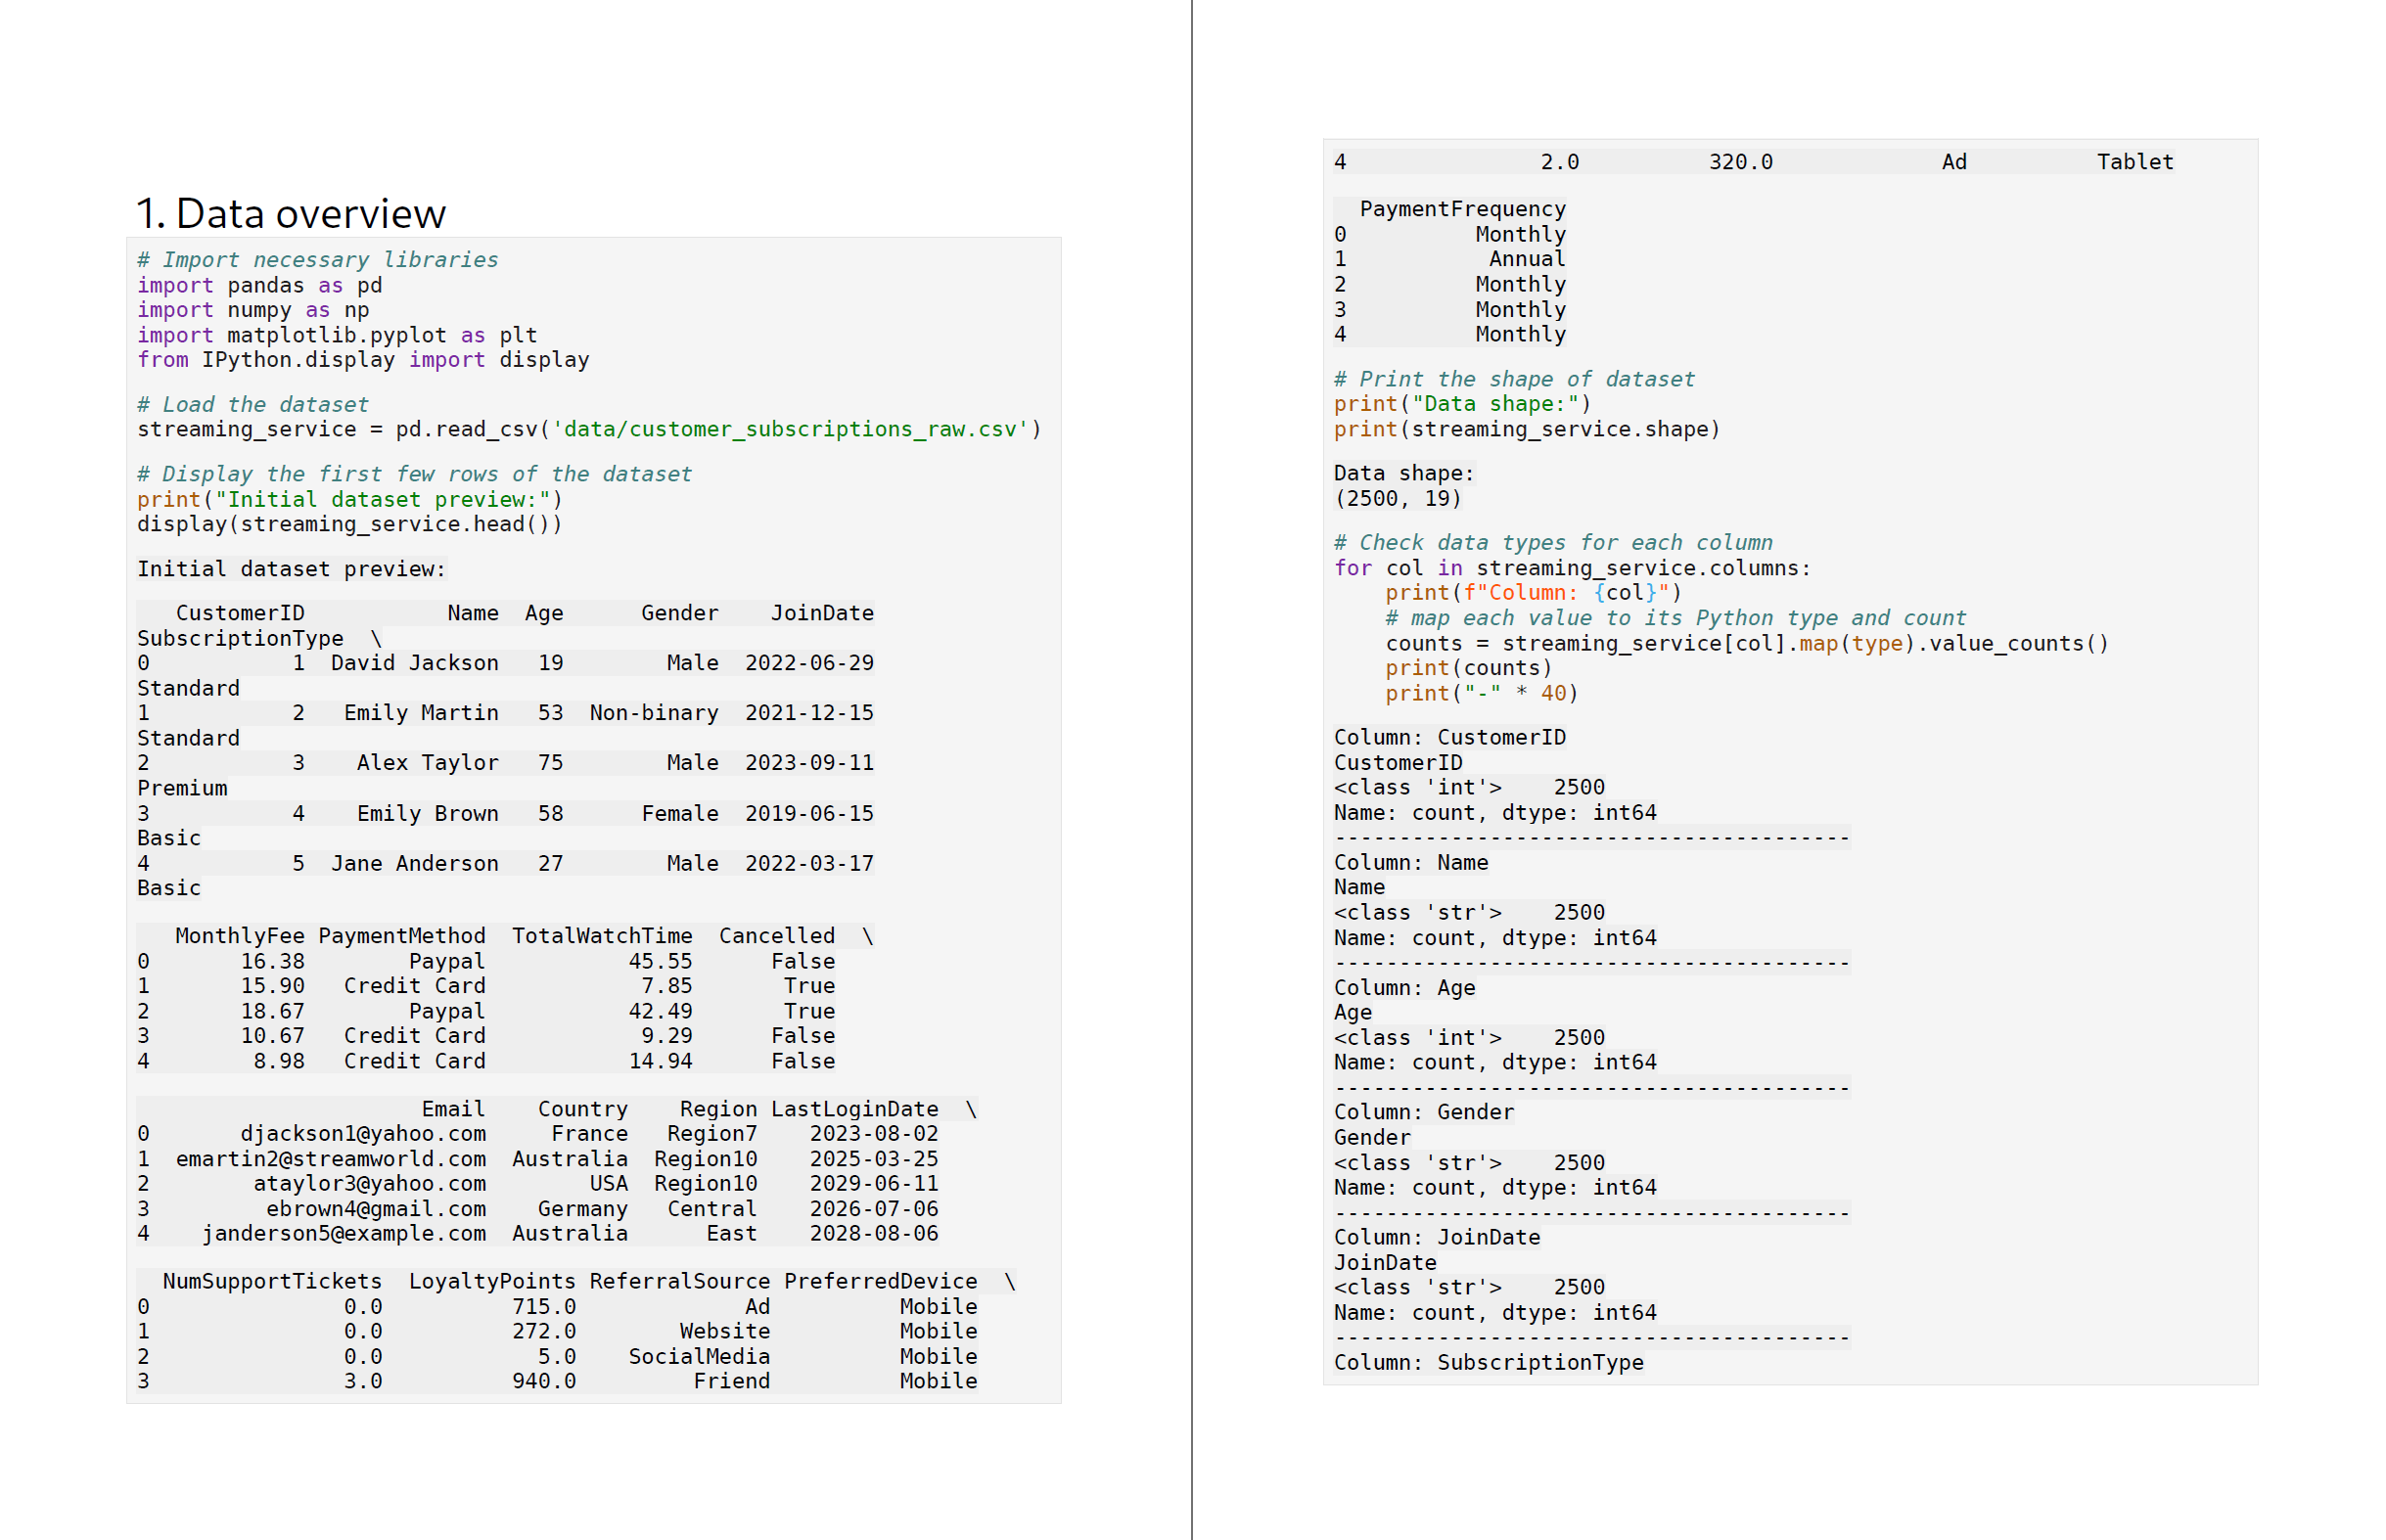 1. Data overview
# Import necessary libraries
import pandas as pd
import numpy as np
import matplotlib.pyplot as plt
from IPython.display import display
# Load the dataset
streaming_service = pd.read_csv('data/customer_subscriptions_raw.csv')
# Display the first few rows of the dataset
print("Initial dataset preview:")
display(streaming_service.head())
Initial dataset preview:
   CustomerID           Name  Age      Gender    JoinDate
SubscriptionType  \
0           1  David Jackson   19        Male  2022-06-29
Standard
1           2   Emily Martin   53  Non-binary  2021-12-15
Standard
2           3    Alex Taylor   75        Male  2023-09-11
Premium
3           4    Emily Brown   58      Female  2019-06-15
Basic
4           5  Jane Anderson   27        Male  2022-03-17
Basic
   MonthlyFee PaymentMethod  TotalWatchTime  Cancelled  \
0       16.38        Paypal           45.55      False
1       15.90   Credit Card            7.85       True
2       18.67        Paypal           42.49       True
3       10.67   Credit Card            9.29      False
4        8.98   Credit Card           14.94      False
                      Email    Country    Region LastLoginDate  \
0       djackson1@yahoo.com     France   Region7    2023-08-02
1  emartin2@streamworld.com  Australia  Region10    2025-03-25
2        ataylor3@yahoo.com        USA  Region10    2029-06-11
3         ebrown4@gmail.com    Germany   Central    2026-07-06
4    janderson5@example.com  Australia      East    2028-08-06
  NumSupportTickets  LoyaltyPoints ReferralSource PreferredDevice  \
0               0.0          715.0             Ad          Mobile
1               0.0          272.0        Website          Mobile
2               0.0            5.0    SocialMedia          Mobile
3               3.0          940.0         Friend          Mobile
4               2.0          320.0             Ad          Tablet
  PaymentFrequency
0          Monthly
1           Annual
2          Monthly
3          Monthly
4          Monthly
# Print the shape of dataset
print("Data shape:")
print(streaming_service.shape)
Data shape:
(2500, 19)
# Check data types for each column
for col in streaming_service.columns:
    print(f"Column: {col}")
    # map each value to its Python type and count
    counts = streaming_service[col].map(type).value_counts()
    print(counts)
    print("-" * 40)
Column: CustomerID
CustomerID
<class 'int'>    2500
Name: count, dtype: int64
----------------------------------------
Column: Name
Name
<class 'str'>    2500
Name: count, dtype: int64
----------------------------------------
Column: Age
Age
<class 'int'>    2500
Name: count, dtype: int64
----------------------------------------
Column: Gender
Gender
<class 'str'>    2500
Name: count, dtype: int64
----------------------------------------
Column: JoinDate
JoinDate
<class 'str'>    2500
Name: count, dtype: int64
----------------------------------------
Column: SubscriptionType